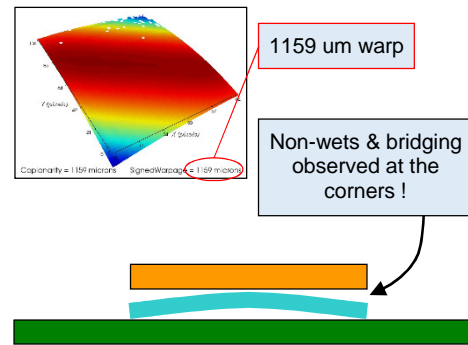 1159 um warp
Y (pixels)
X (pixels)
Coplanarity = 1159 microns SignedWarpage = 1159 microns
Non-wets & bridging
observed at the
corners !